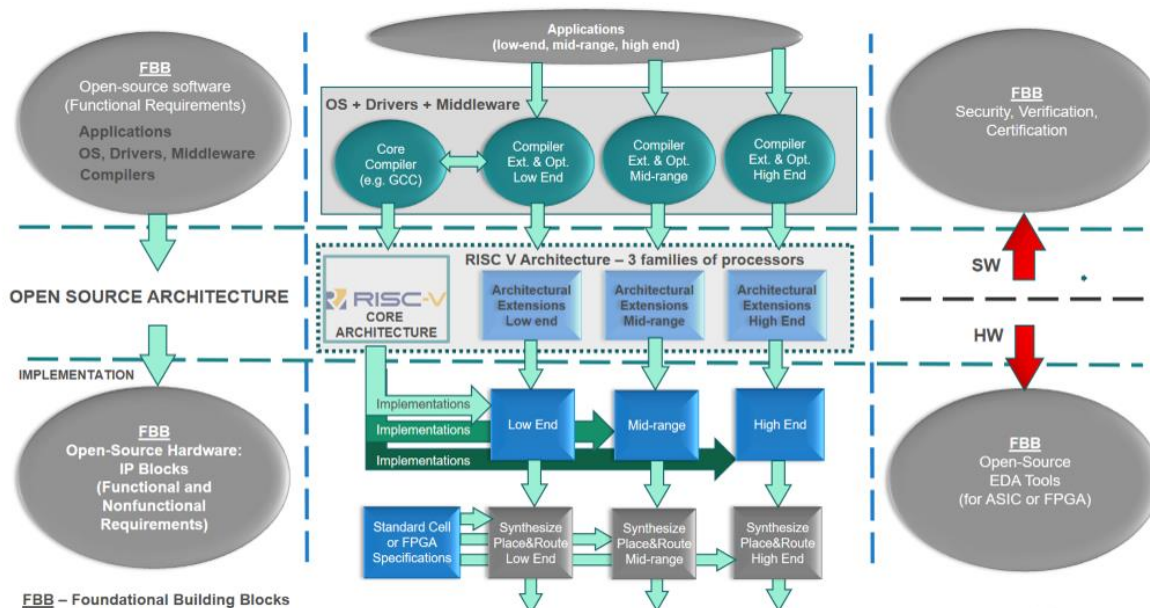 Applications
(low-end, mid-range, high end)
FBB
Open-source software
(Functional Requirements)
Applications
OS, Drivers, Middleware
Compilers
OS + Drivers + Middleware
Core
Compiler
(e.g. GCC)
Compiler
Ext. & Opt.
Low End
Compiler
Ext. & Opt.
Mid-range
Compiler
Ext. & Opt.
High End
FBB
Security, Verification,
Certification
OPEN SOURCE ARCHITECTURE
RISC V Architecture – 3 families of processors
RISC-V
CORE
ARCHITECTURE
Architectural
Extensions
Low end
Architectural
Extensions
Mid-range
Architectural
Extensions
High End
SW
HW
IMPLEMENTATION
FBB
Open-Source Hardware:
IP Blocks
(Functional and
Nonfunctional
Requirements)
Implementations
Implementations
Implementations
Low End
Mid-range
High End
Standard Cell
or FPGA
Specifications
Synthesize
Place&Route
Low End
Synthesize
Place&Route
Mid-range
Synthesize
Place&Route
High End
FBB
Open-Source
EDA Tools
(for ASIC or FPGA)
FBB – Foundational Building Blocks